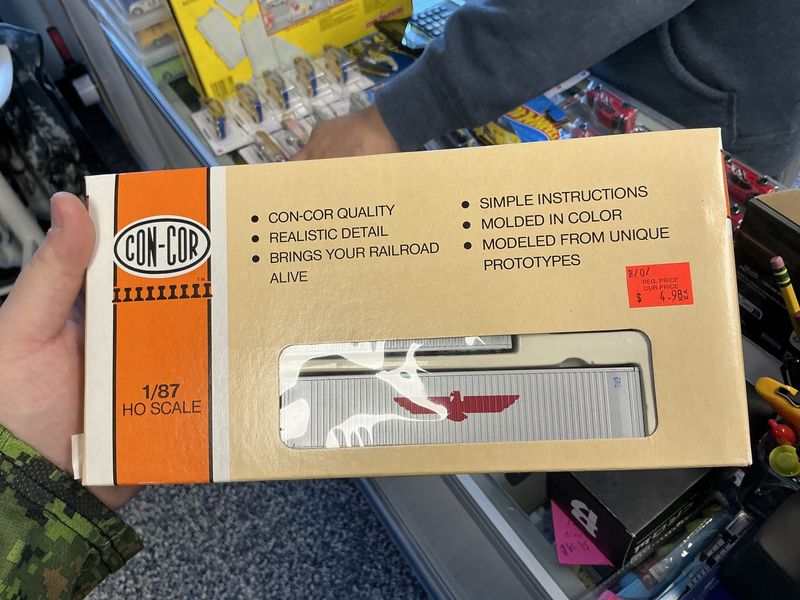 CON-COR
1/87
HO SCALE
● CON-COR QUALITY
● REALISTIC DETAIL
● BRINGS YOUR RAILROAD
ALIVE
● SIMPLE INSTRUCTIONS
● MOLDED IN COLOR
● MODELED FROM UNIQUE
PROTOTYPES
REG. PRICE
OUR PRICE
$ 4.98